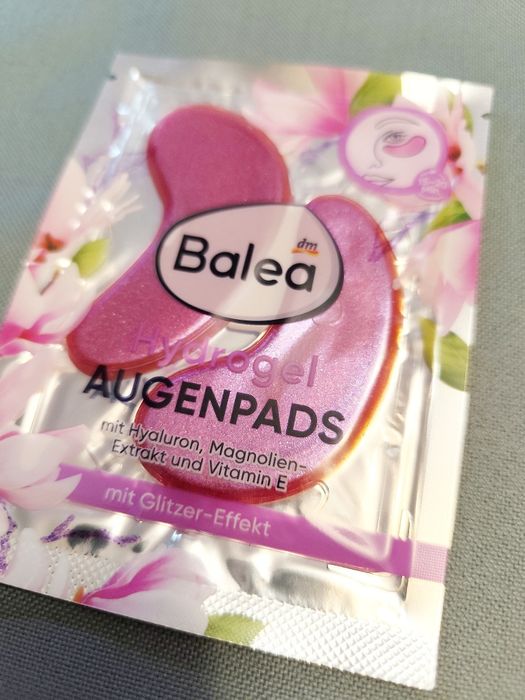 dm
Balea
Hydrogel
AUGENPADS
mit Hyaluron, Magnolien-
Extrakt und Vitamin E
mit Glitzer-Effekt